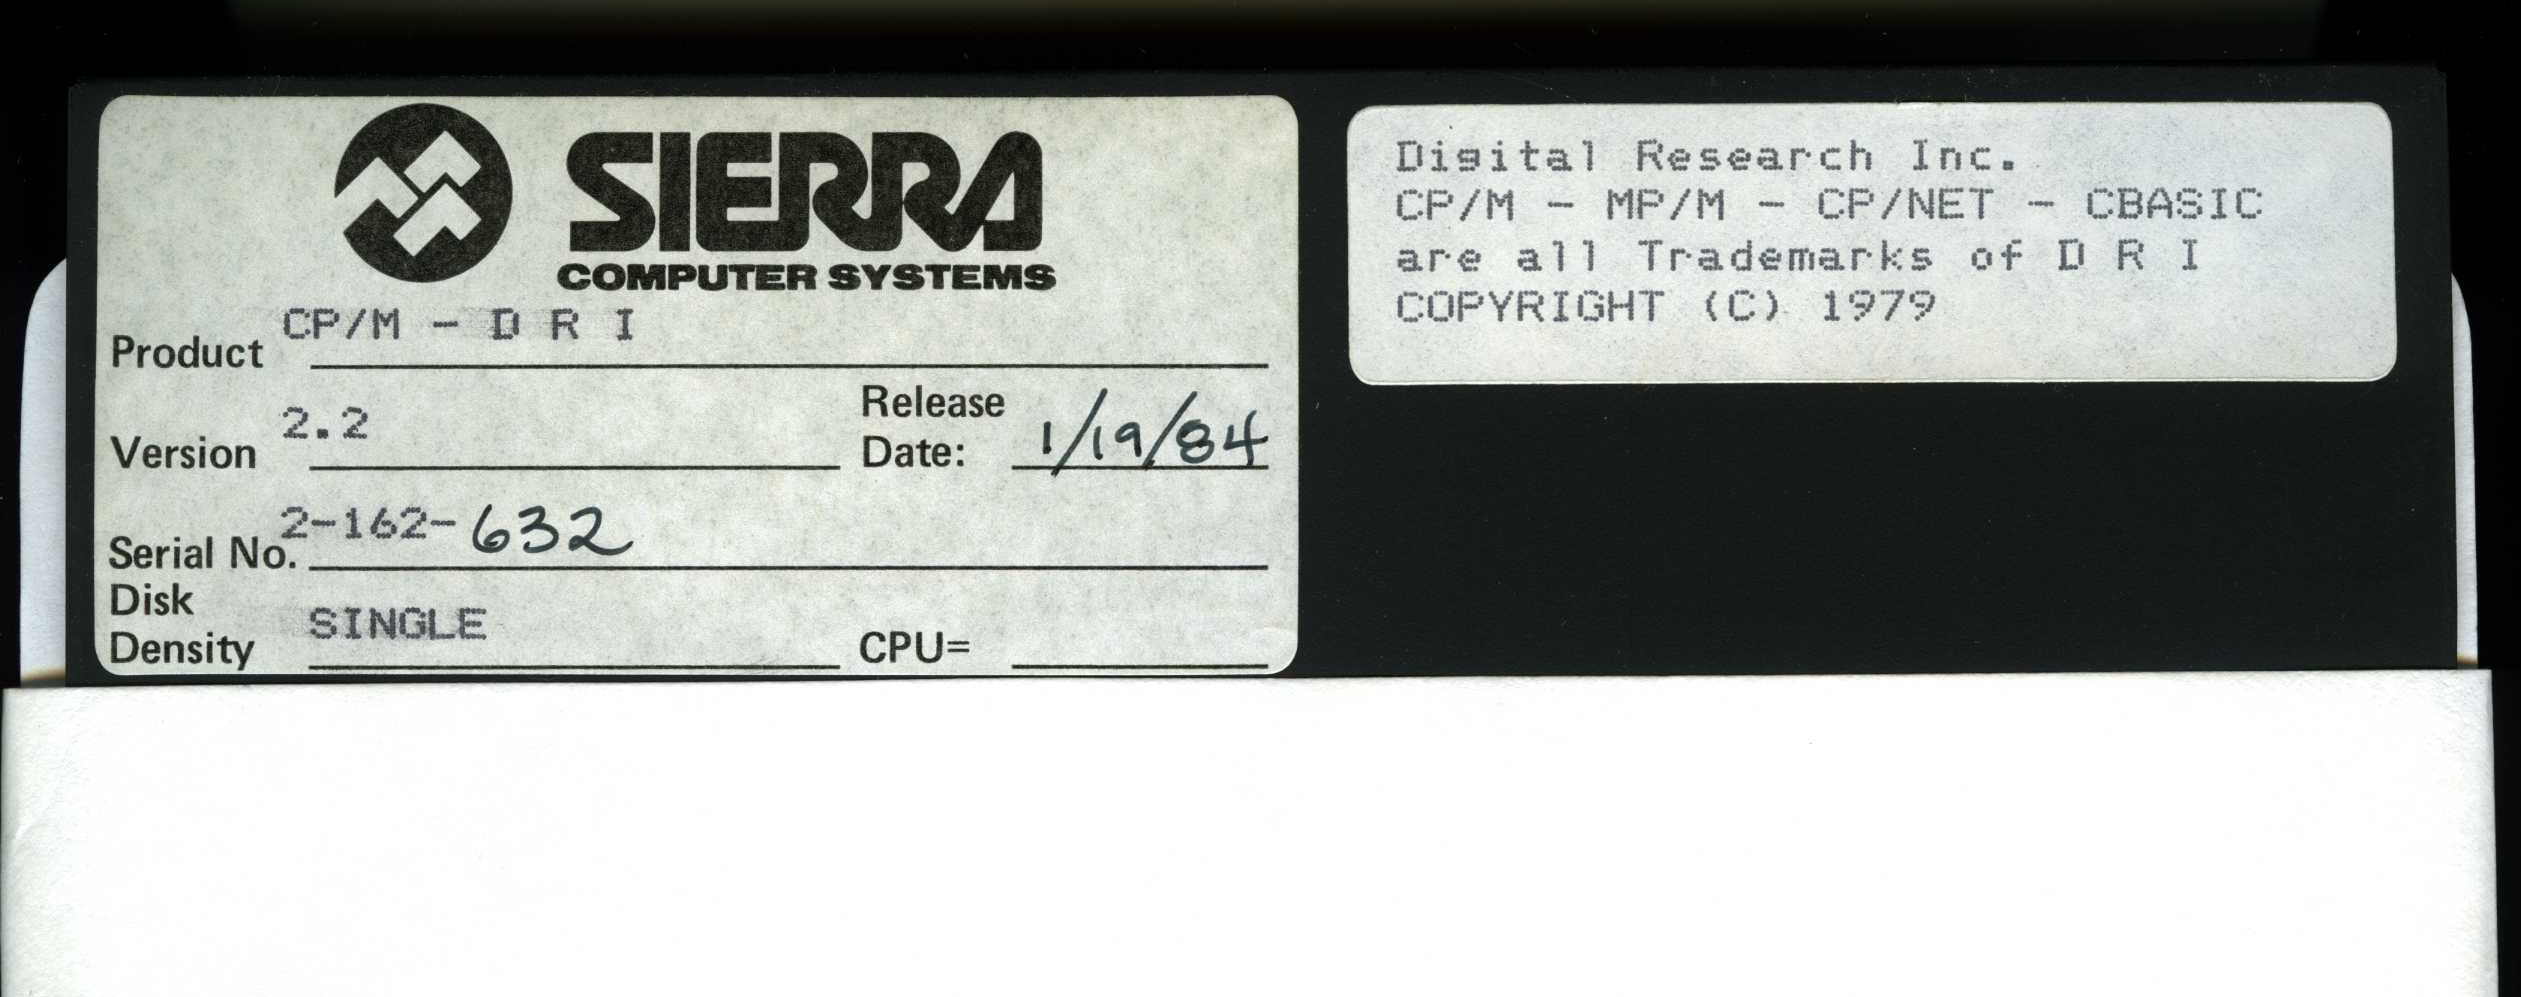 SIERRA
COMPUTER SYSTEMS
Product CP/M - D R I
Version 2.2 Release Date: 1/19/84
Serial No. 2-162-632
Disk Density SINGLE CPU=
Digital Research Inc.
CP/M - MP/M - CP/NET - CBASIC
are all Trademarks of D R I
COPYRIGHT (C) 1979